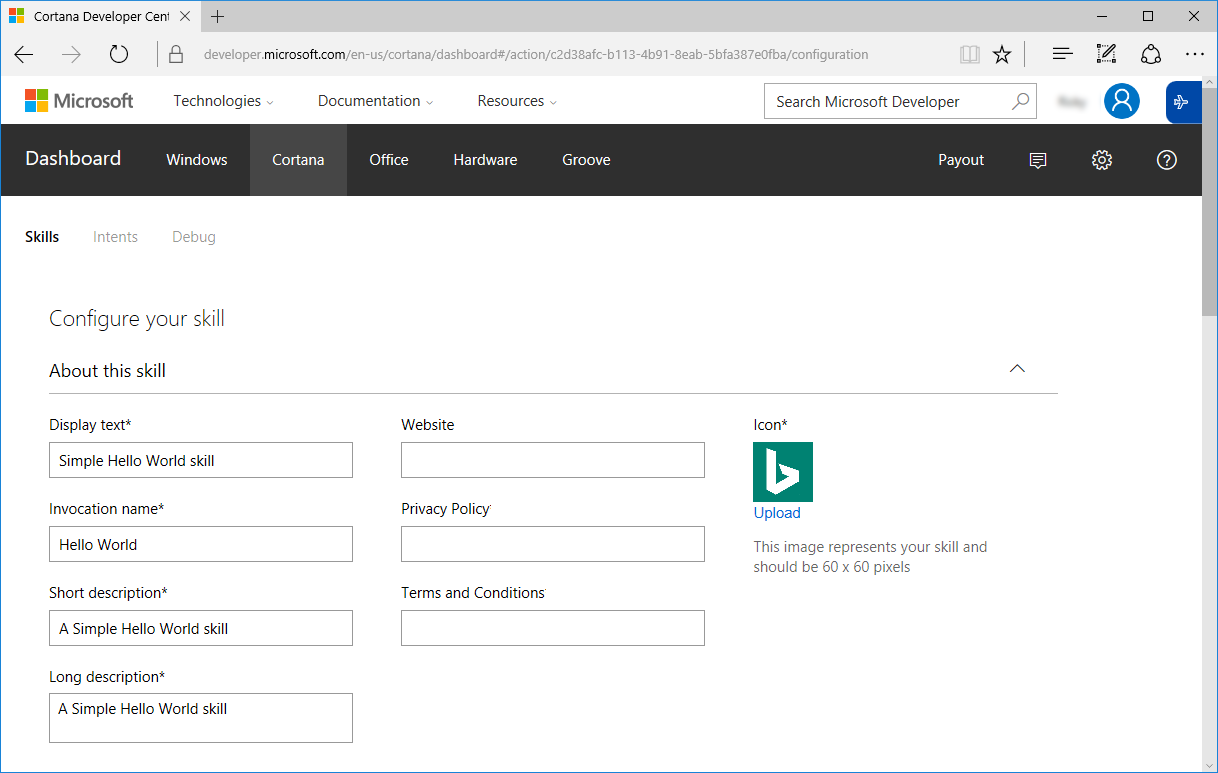 Cortana Developer Cent
developer.microsoft.com/en-us/cortana/dashboard#/action/c2d38afc-b113-4b91-8eab-5bfa387e0fba/configuration
Microsoft Technologies Documentation Resources Search Microsoft Developer
Dashboard Windows Cortana Office Hardware Groove Payout
Skills Intents Debug
Configure your skill
About this skill
Display text* Website Icon*
Simple Hello World skill
Invocation name* Privacy Policy Upload
Hello World This image represents your skill and
should be 60 x 60 pixels
Short description* Terms and Conditions
A Simple Hello World skill
Long description*
A Simple Hello World skill